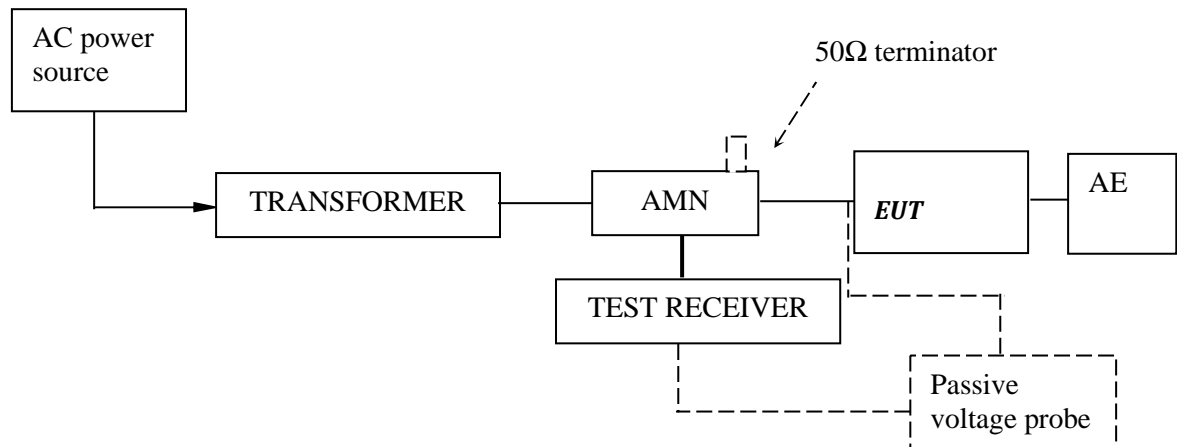 AC power
source
50Ω terminator
TRANSFORMER
AMN
EUT
AE
TEST RECEIVER
Passive
voltage probe